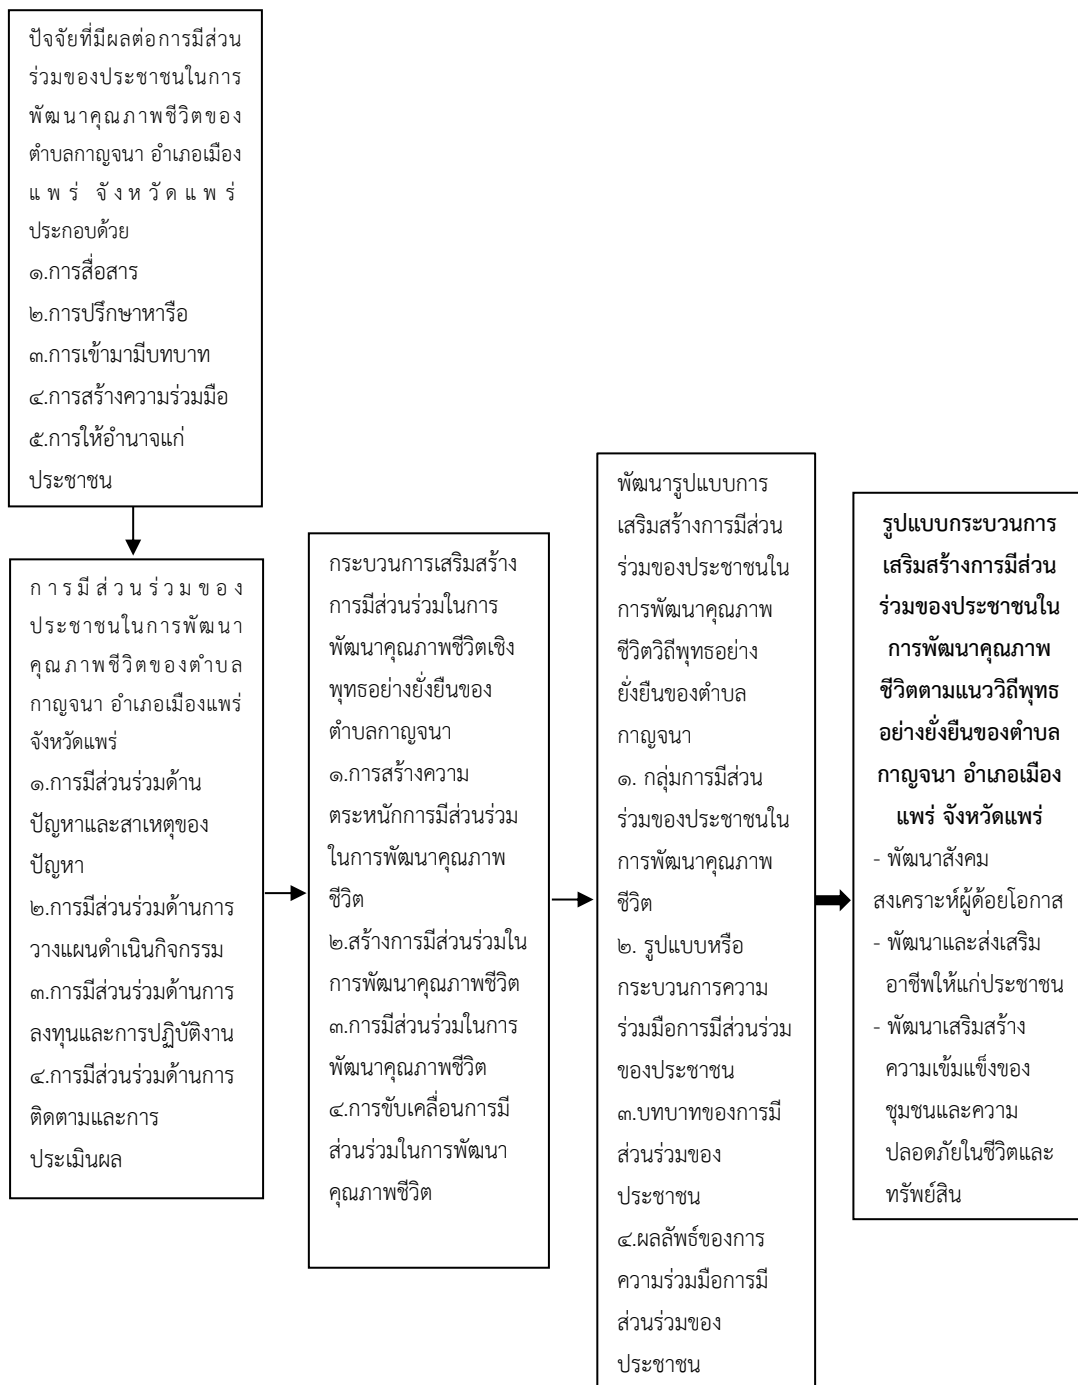 ปัจจัยที่มีผลต่อการมีส่วน
ร่วมของประชาชนในการ
พัฒนาคุณภาพชีวิตของ
ตำบลกาญจนา อำเภอเมือง
แพร่ จังหวัดแพร่
ประกอบด้วย
๑.การสื่อสาร
๒.การปรึกษาหารือ
๓.การเข้ามามีบทบาท
๔.การสร้างความร่วมมือ
๕.การให้อำนาจแก่
ประชาชน
การมีส่วนร่วมของ
ประชาชนในการพัฒนา
คุณภาพชีวิตของตำบล
กาญจนา อำเภอเมืองแพร่
จังหวัดแพร่
๑.การมีส่วนร่วมด้าน
ปัญหาและสาเหตุของ
ปัญหา
๒.การมีส่วนร่วมด้านการ
วางแผนดำเนินกิจกรรม
๓.การมีส่วนร่วมด้านการ
ลงทุนและการปฏิบัติงาน
๔.การมีส่วนร่วมด้านการ
ติดตามและการ
ประเมินผล
กระบวนการเสริมสร้าง
การมีส่วนร่วมในการ
พัฒนาคุณภาพชีวิตเชิง
พุทธอย่างยั่งยืนของ
ตำบลกาญจนา
๑.การสร้างความ
ตระหนักการมีส่วนร่วม
ในการพัฒนาคุณภาพ
ชีวิต
๒.สร้างการมีส่วนร่วมใน
การพัฒนาคุณภาพชีวิต
๓.การมีส่วนร่วมในการ
พัฒนาคุณภาพชีวิต
๔.การขับเคลื่อนการมี
ส่วนร่วมในการพัฒนา
คุณภาพชีวิต
พัฒนารูปแบบการ
เสริมสร้างการมีส่วน
ร่วมของประชาชนใน
การพัฒนาคุณภาพ
ชีวิตวิถีพุทธอย่าง
ยั่งยืนของตำบล
กาญจนา
๑. กลุ่มการมีส่วน
ร่วมของประชาชนใน
การพัฒนาคุณภาพ
ชีวิต
๒. รูปแบบหรือ
กระบวนการความ
ร่วมมือการมีส่วนร่วม
ของประชาชน
๓.บทบาทของการมี
ส่วนร่วมของ
ประชาชน
๔.ผลลัพธ์ของการ
ความร่วมมือการมี
ส่วนร่วมของ
ประชาชน
รูปแบบกระบวนการ
เสริมสร้างการมีส่วน
ร่วมของประชาชนใน
การพัฒนาคุณภาพ
ชีวิตตามแนววิถีพุทธ
อย่างยั่งยืนของตำบล
กาญจนา อำเภอเมือง
แพร่ จังหวัดแพร่
- พัฒนาสังคม
สงเคราะห์ผู้ด้อยโอกาส
- พัฒนาและส่งเสริม
อาชีพให้แก่ประชาชน
- พัฒนาเสริมสร้าง
ความเข้มแข็งของ
ชุมชนและความ
ปลอดภัยในชีวิตและ
ทรัพย์สิน